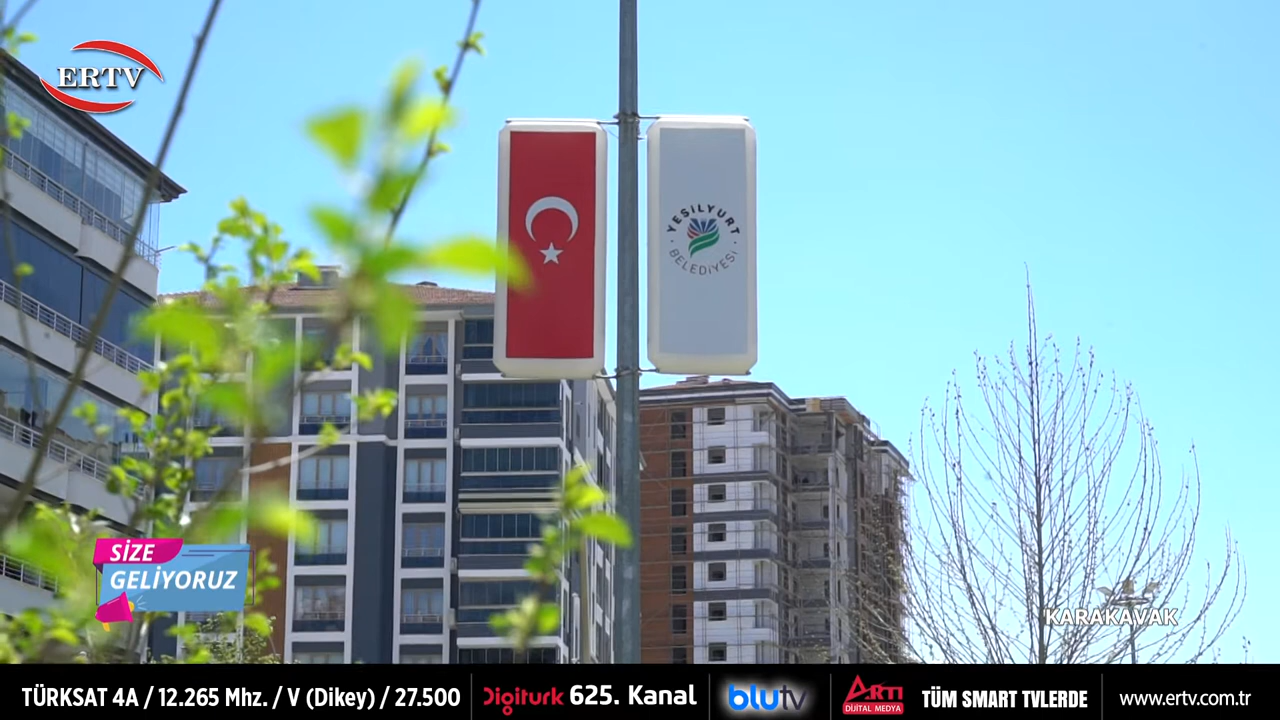 ERTV
YEŞİLYURT
BELEDİYESİ
SİZE
GELİYORUZ
KARAKAVAK
TÜRKSAT 4A / 12.265 Mhz. / V (Dikey) / 27.500
Digiturk 625. Kanal
blutv
ARTI
DİJİTAL MEDYA
TÜM SMART TVLERDE
www.ertv.com.tr